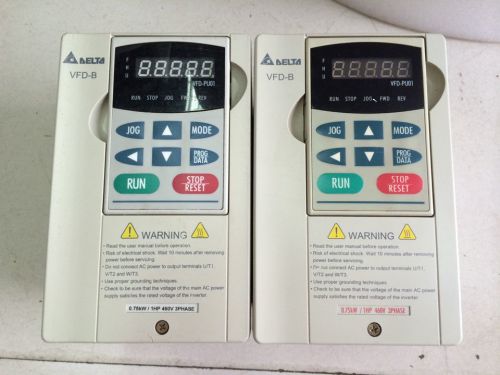 DELTA
VFD-B
F
H
U
88888
VFD-PU01
RUN STOP JOG FWD REV
JOG
MODE
PROG
DATA
RUN
STOP
RESET
WARNING
• Read the user manual before operation.
• Risk of electrical shock. Wait 10 minutes after removing
power before servicing.
• Do not connect AC power to output terminals U/T1,
V/T2 and W/T3.
• Use proper grounding techniques.
• Check to be sure that the voltage of the main AC power
supply satisfies the rated voltage of the inverter.
0.75kW / 1HP 460V 3PHASE
DELTA
VFD-B
F
H
U
88888
VFD-PU01
RUN STOP JOG FWD REV
JOG
MODE
PROG
DATA
RUN
STOP
RESET
WARNING
• Read the user manual before operation.
• Risk of electrical shock. Wait 10 minutes after removing
power before servicing.
• Do not connect AC power to output terminals U/T1,
V/T2 and W/T3.
• Use proper grounding techniques.
• Check to be sure that the voltage of the main AC power
supply satisfies the rated voltage of the inverter.
0.75kW / 1HP 460V 3PHASE